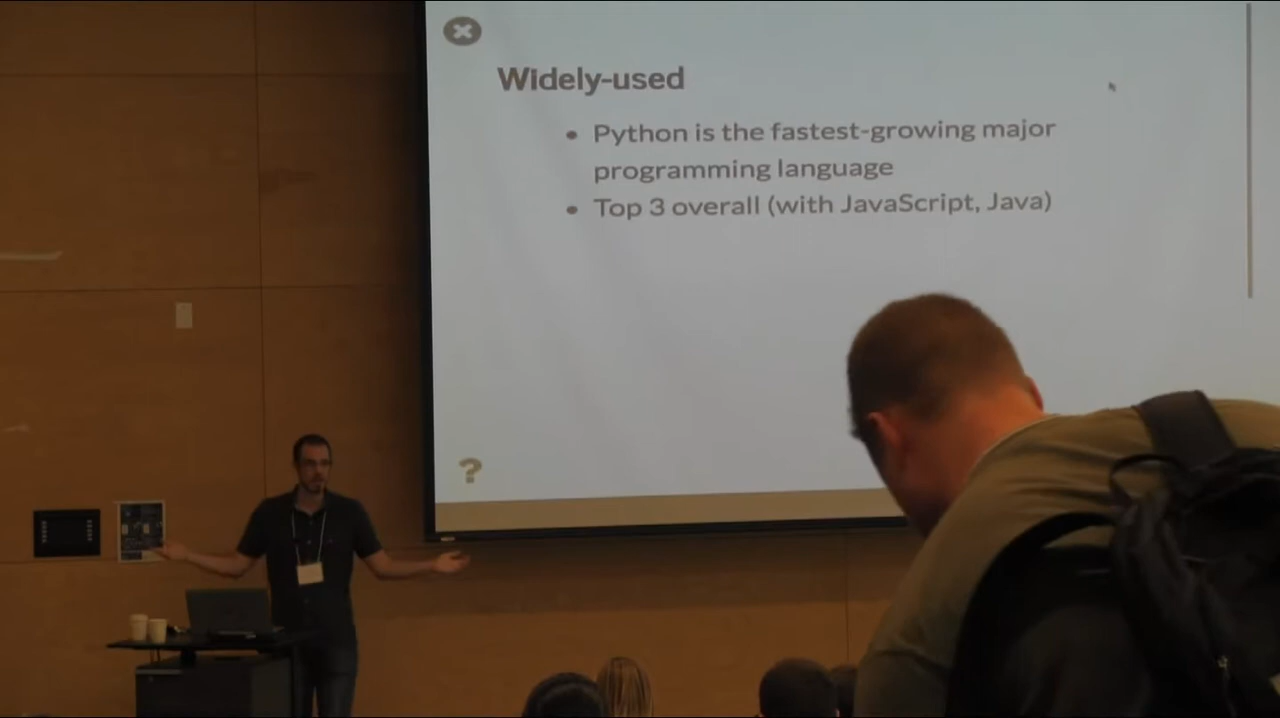 Widely-used
• Python is the fastest-growing major
programming language
• Top 3 overall (with JavaScript, Java)
?